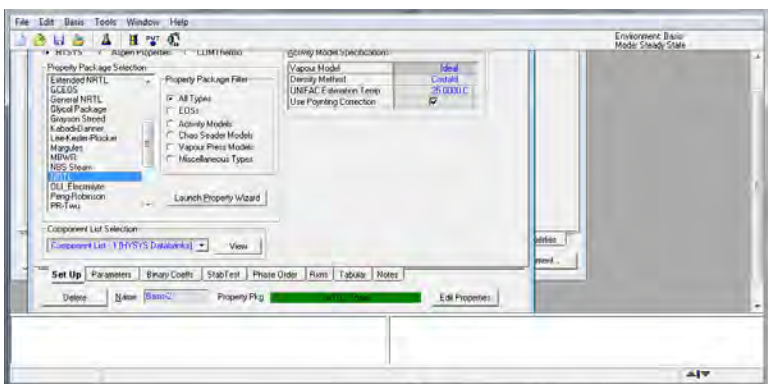 File Edit Basis Tools Window Help
Environment: Basis
Mode: Steady State
HYSYS Aspen Properties COMThermo
Activity Model Specifications
Property Package Selection
Extended NRTL
GCEOS
General NRTL
Glycol Package
Grayson Streed
Kabadi-Danner
Lee-Kesler-Plocker
Margules
MBWR
NBS Steam
NRTL
OLI_Electrolyte
Peng-Robinson
PR-Twu
Property Package Filter
All Types
EOSs
Activity Models
Chao Seader Models
Vapour Press Models
Miscellaneous Types
Launch Property Wizard
Vapour Model Ideal
Density Method Costald
UNIFAC Estimation Temp 25.0000 C
Use Poynting Correction
Component List Selection
Component List - 1 [HYSYS Databanks] View
Set Up Parameters Binary Coeffs StabTest Phase Order Rxns Tabular Notes
Delete Name Basis-2 Property Pkg Edit Properties